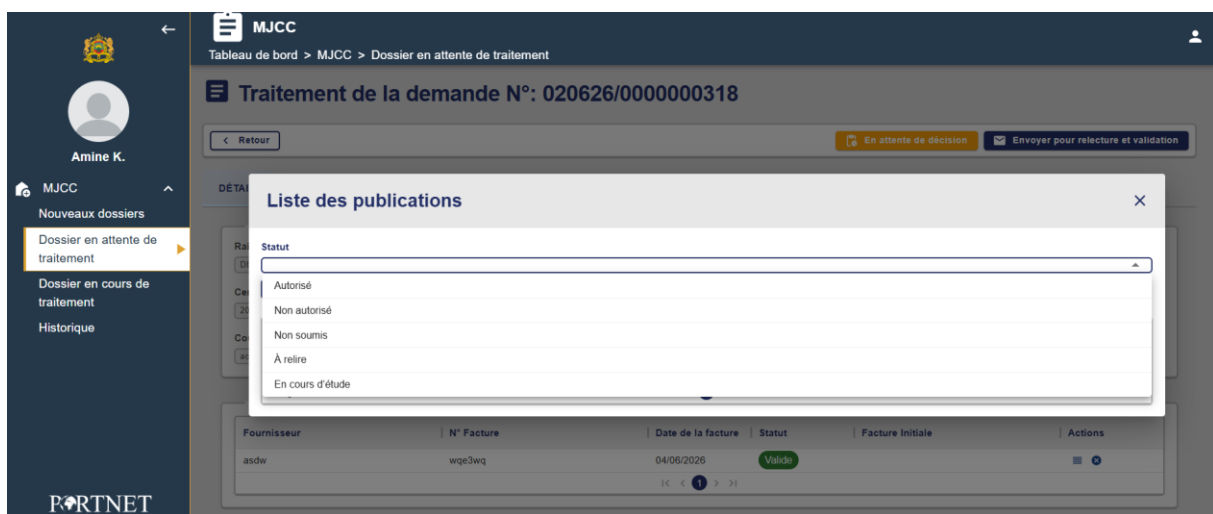 MJCC
Tableau de bord > MJCC > Dossier en attente de traitement
Amine K.
MJCC
Nouveaux dossiers
Dossier en attente de
traitement
Dossier en cours de
traitement
Historique
PORTNET
Traitement de la demande N°: 020626/0000000318
< Retour
En attente de décision
Envoyer pour relecture et validation
Liste des publications
Statut
Autorisé
Non autorisé
Non soumis
À relire
En cours d'étude
Fournisseur | N° Facture | Date de la facture | Statut | Facture Initiale | Actions
asdw wqe3wq 04/06/2026 Valide
1